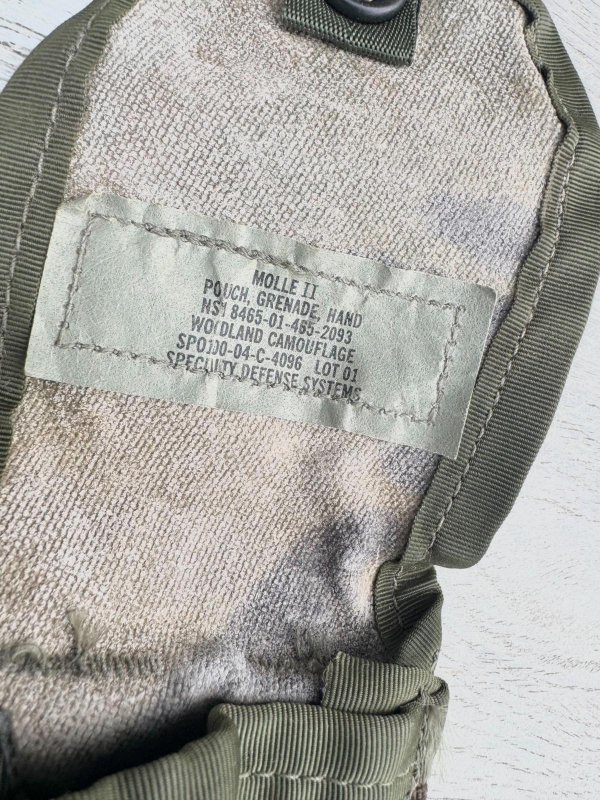 MOLLE II
POUCH, GRENADE, HAND
NSN 8465-01-465-2093
WOODLAND CAMOUFLAGE
SPO100-04-C-4096 LOT 01
SPECIALTY DEFENSE SYSTEMS